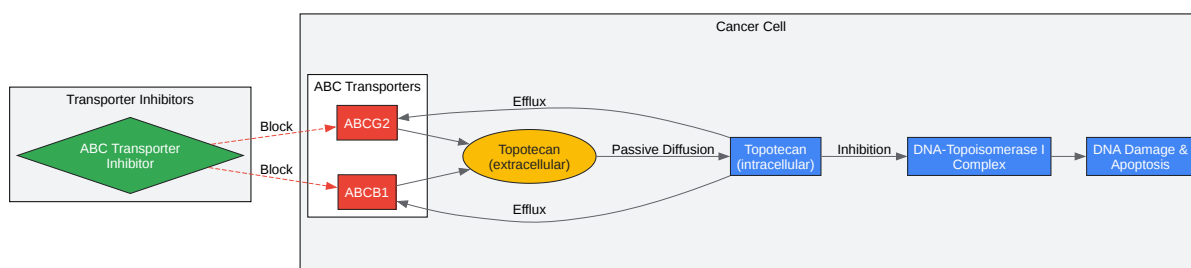 Cancer Cell
Transporter Inhibitors
ABC Transporter
Inhibitor
Block
Block
ABC Transporters
ABCG2
ABCB1
Efflux
Efflux
Topotecan
(extracellular)
Passive Diffusion
Topotecan
(intracellular)
Inhibition
DNA-Topoisomerase I
Complex
DNA Damage &
Apoptosis